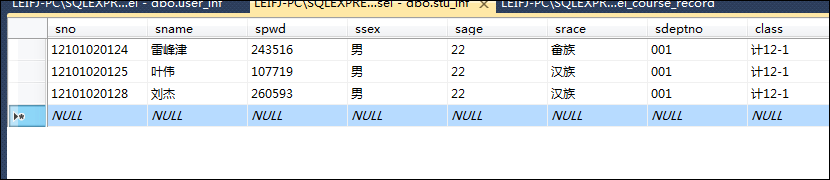 LEIFJ-PC\SQLEXPR...el - dbo.user_inf LEIFJ-PC\SQLEXPRE...sel - dbo.stu_inf LEIFJ-PC\SQLEXPR...el_course_record
sno sname spwd ssex sage srace sdeptno class
12101020124 雷峰津 243516 男 22 畲族 001 计12-1
12101020125 叶伟 107719 男 22 汉族 001 计12-1
12101020128 刘杰 260593 男 22 汉族 001 计12-1
NULL NULL NULL NULL NULL NULL NULL NULL